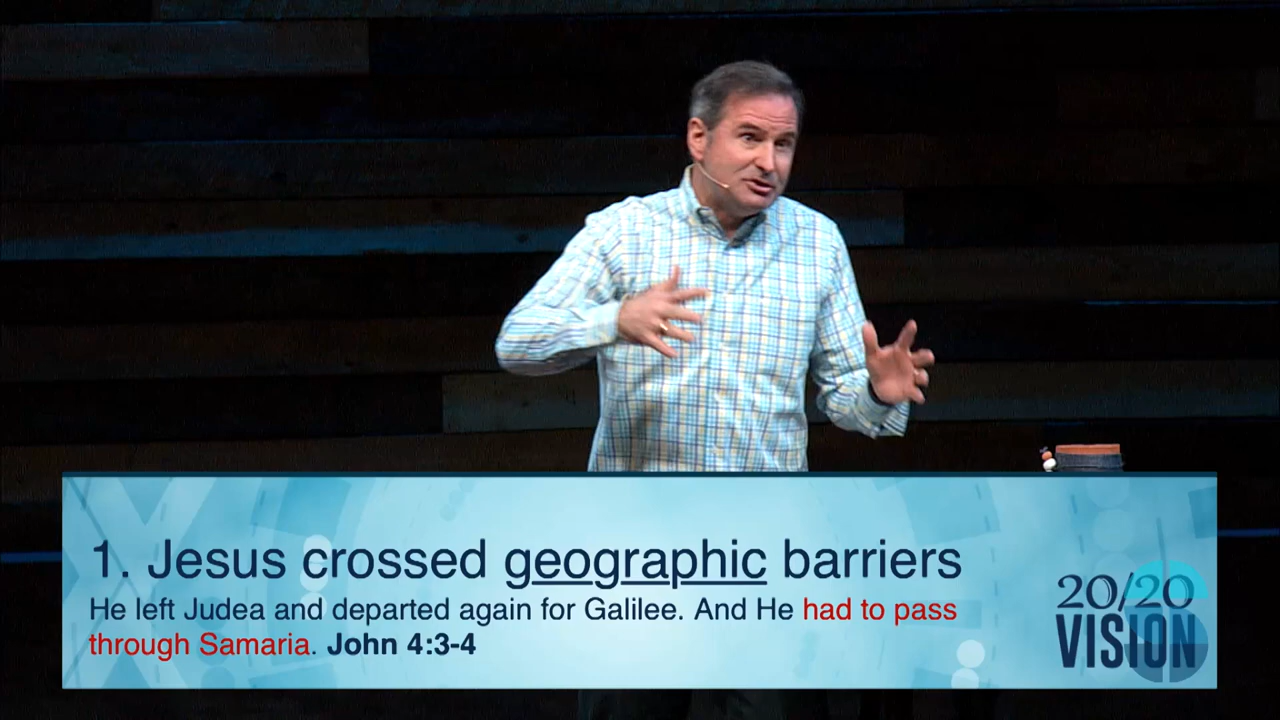 1. Jesus crossed geographic barriers
He left Judea and departed again for Galilee. And He had to pass
through Samaria. John 4:3-4
20/20
VISION